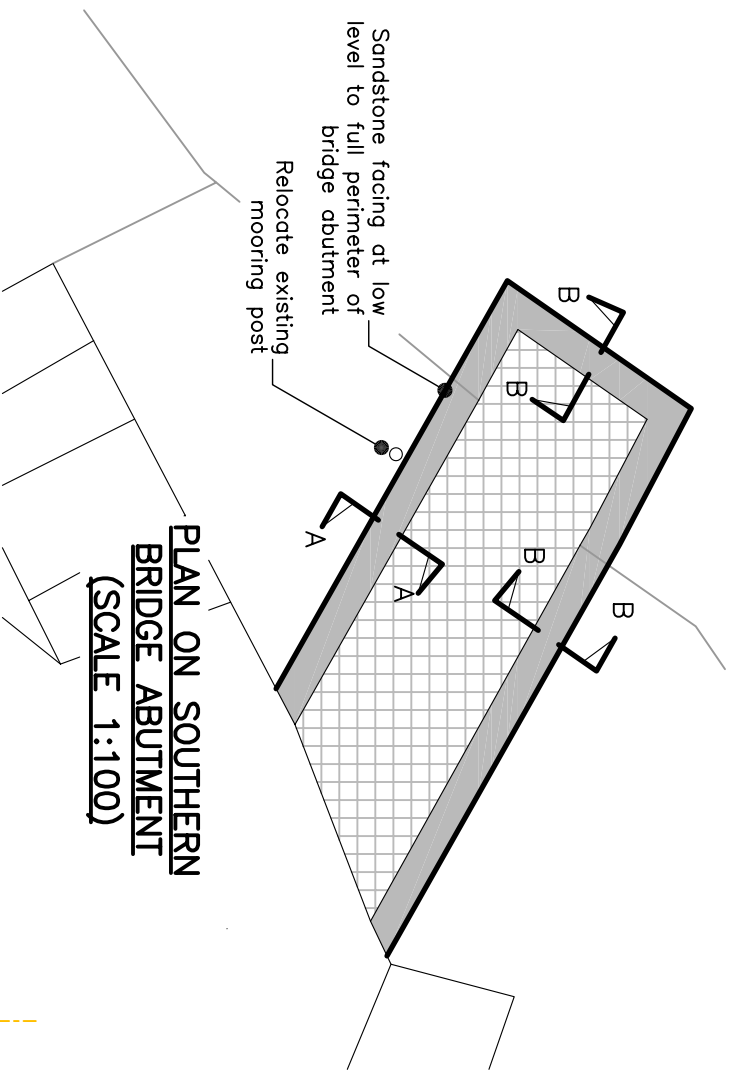 Sandstone facing at low
level to full perimeter of
bridge abutment
Relocate existing
mooring post
B
B
B
B
A
A
PLAN ON SOUTHERN
BRIDGE ABUTMENT
(SCALE 1:100)